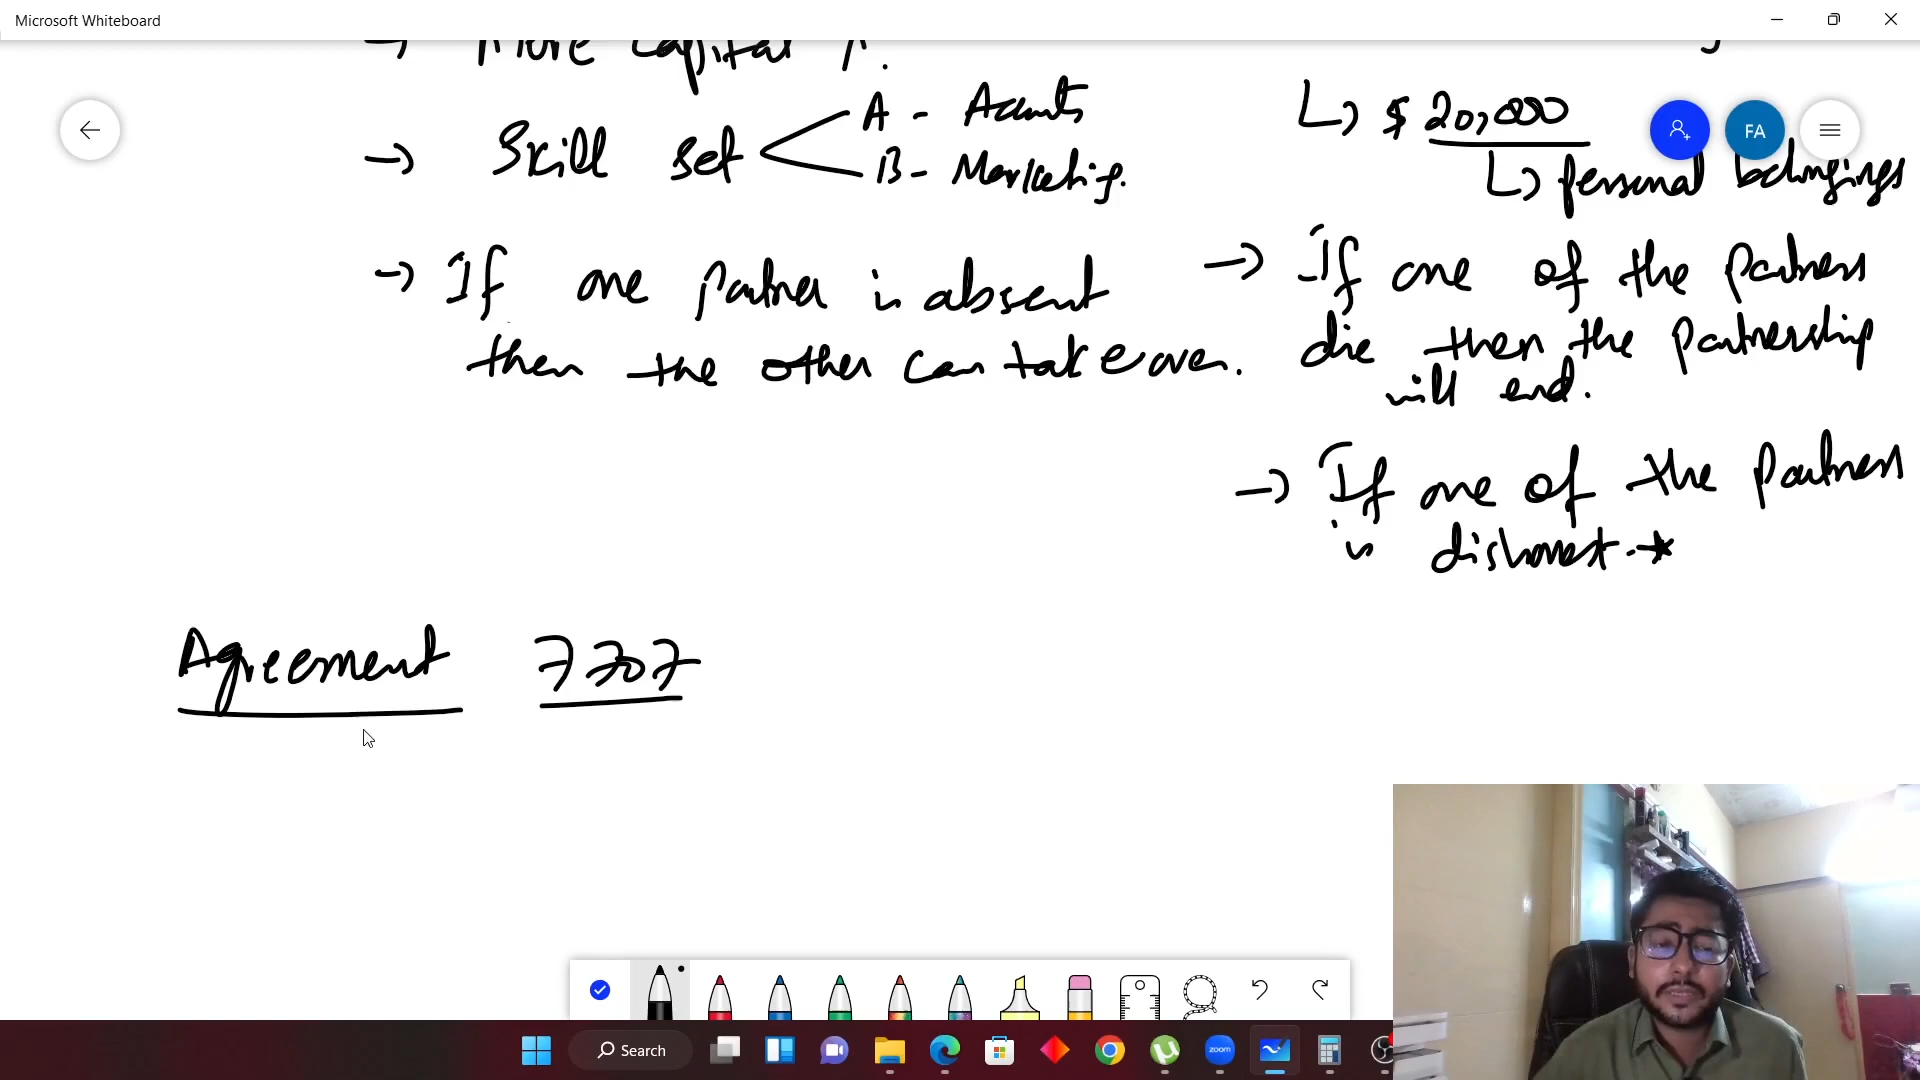 Microsoft Whiteboard
→ More capital ↑.
→ Skill set
A - Accounts
B - Marketing.
→ If one partner is absent
then the other can take over.
↳ $ 20,000
↳ personal belongings
→ If one of the partners
die then the partnership
will end.
→ If one of the partners
is dishonest.
Agreement 7707
FA
Search
zoom